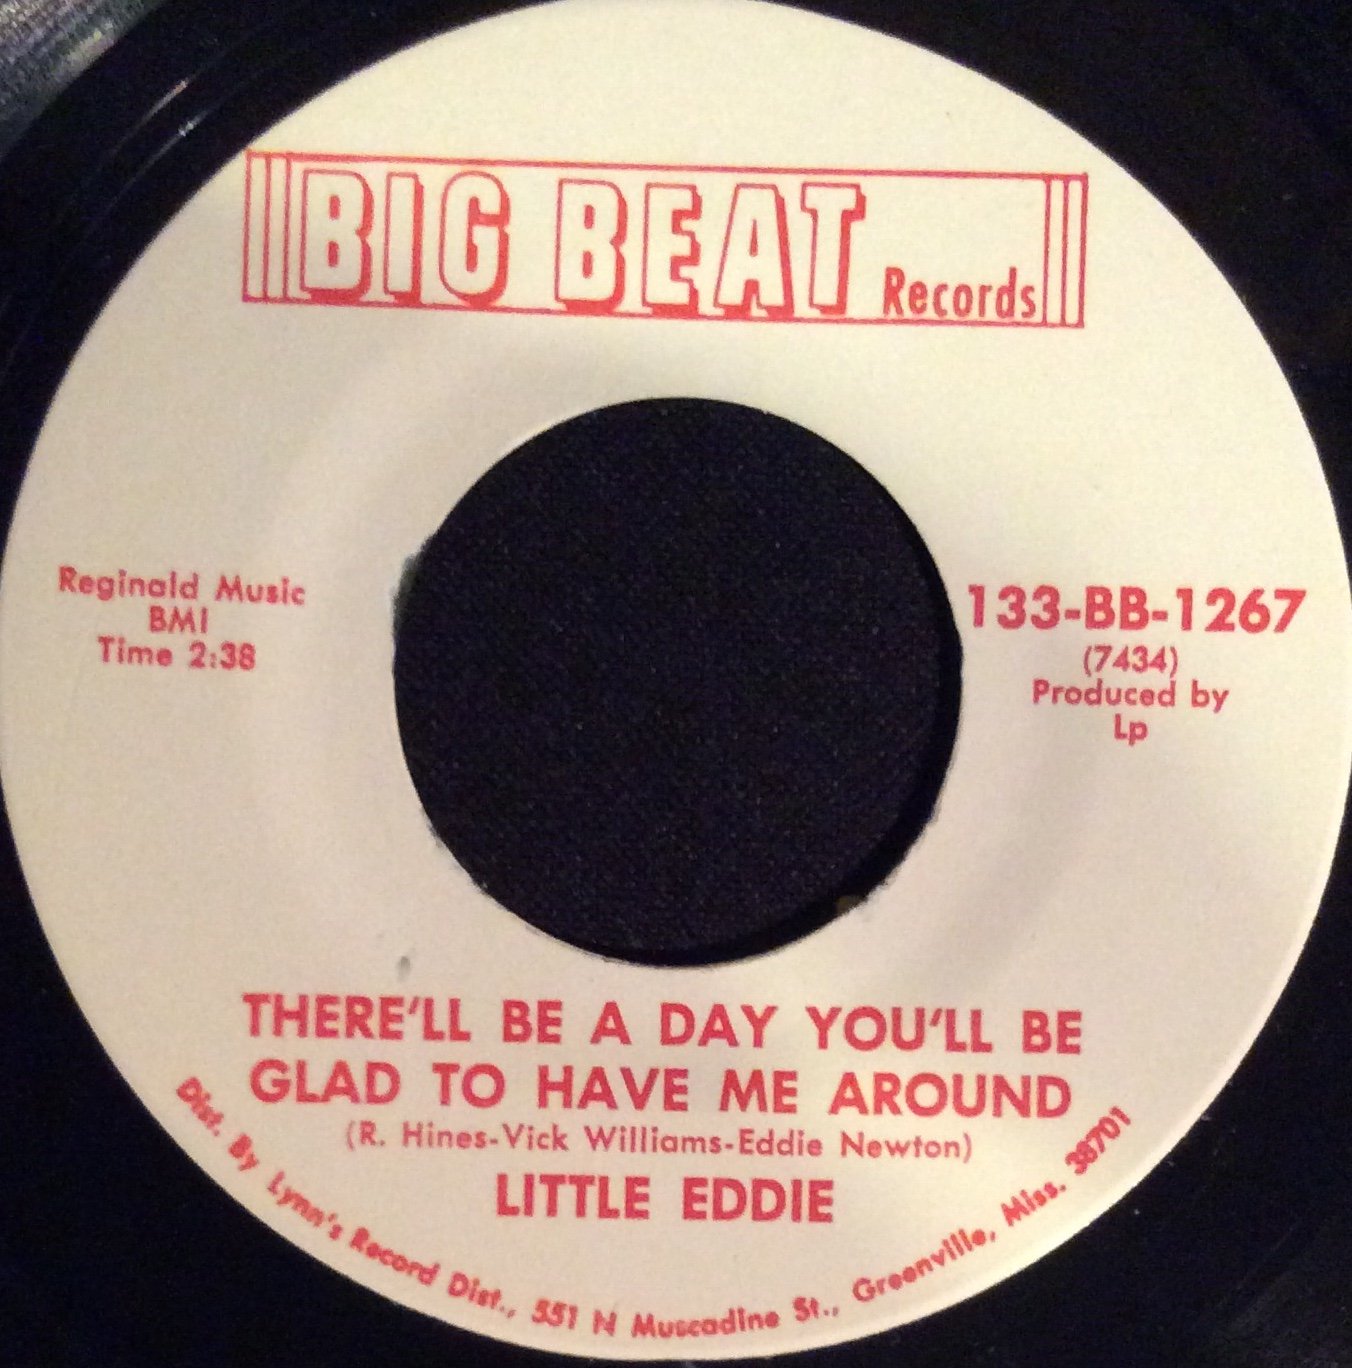 BIG BEAT Records
Reginald Music
BMI
Time 2:38
133-BB-1267
(7434)
Produced by
Lp
THERE'LL BE A DAY YOU'LL BE
GLAD TO HAVE ME AROUND
(R. Hines-Vick Williams-Eddie Newton)
LITTLE EDDIE
Dist. By Lynn's Record Dist., 551 N Muscadine St., Greenville, Miss. 38701